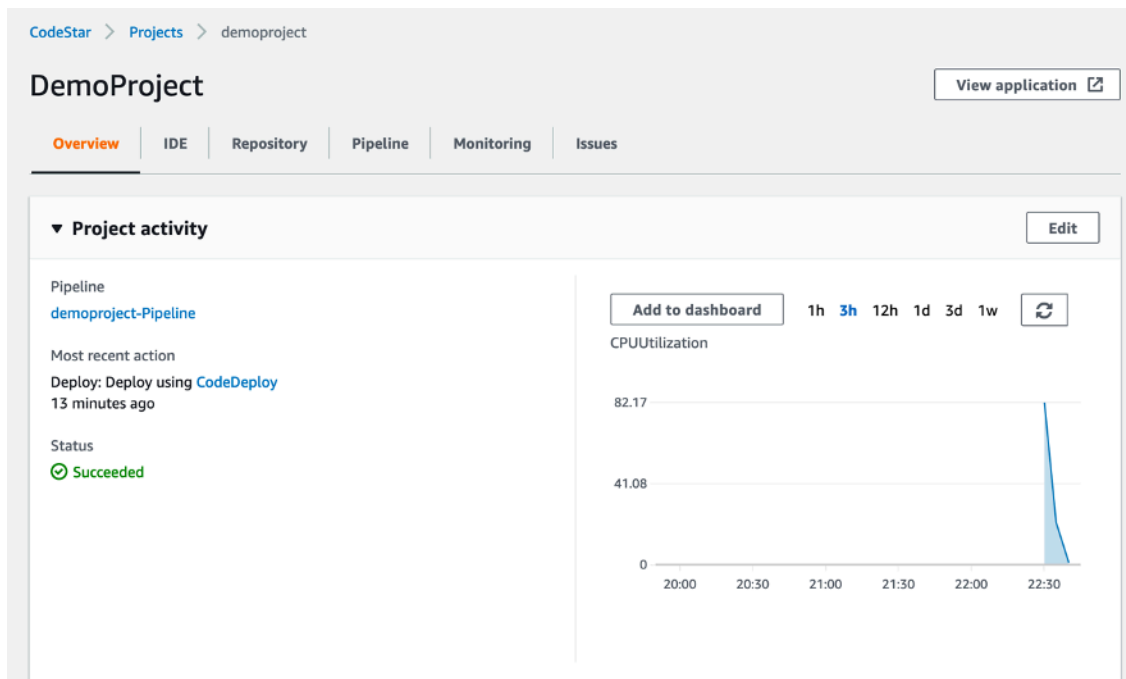 CodeStar > Projects > demoproject
DemoProject
View application
Overview
IDE
Repository
Pipeline
Monitoring
Issues
Project activity
Edit
Pipeline
demoproject-Pipeline
Most recent action
Deploy: Deploy using CodeDeploy
13 minutes ago
Status
Succeeded
Add to dashboard
1h 3h 12h 1d 3d 1w
CPUUtilization
82.17
41.08
0
20:00 20:30 21:00 21:30 22:00 22:30